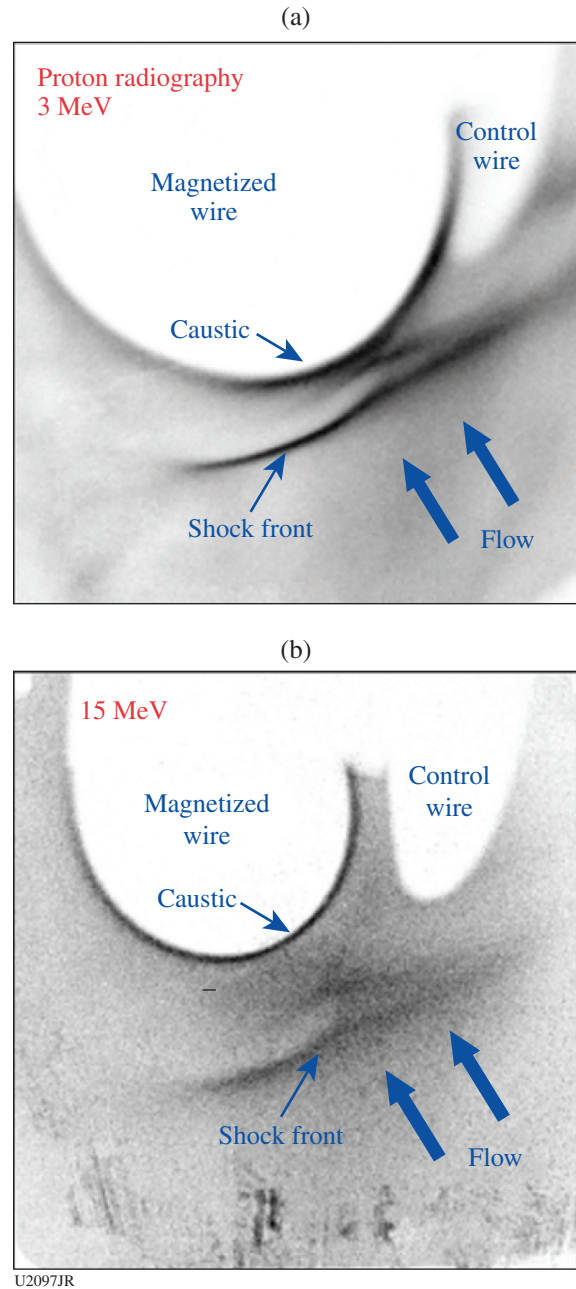 (a)
Proton radiography
3 MeV
Control
wire
Magnetized
wire
Caustic
Shock front
Flow
(b)
15 MeV
Control
wire
Magnetized
wire
Caustic
Shock front
Flow
U2097JR